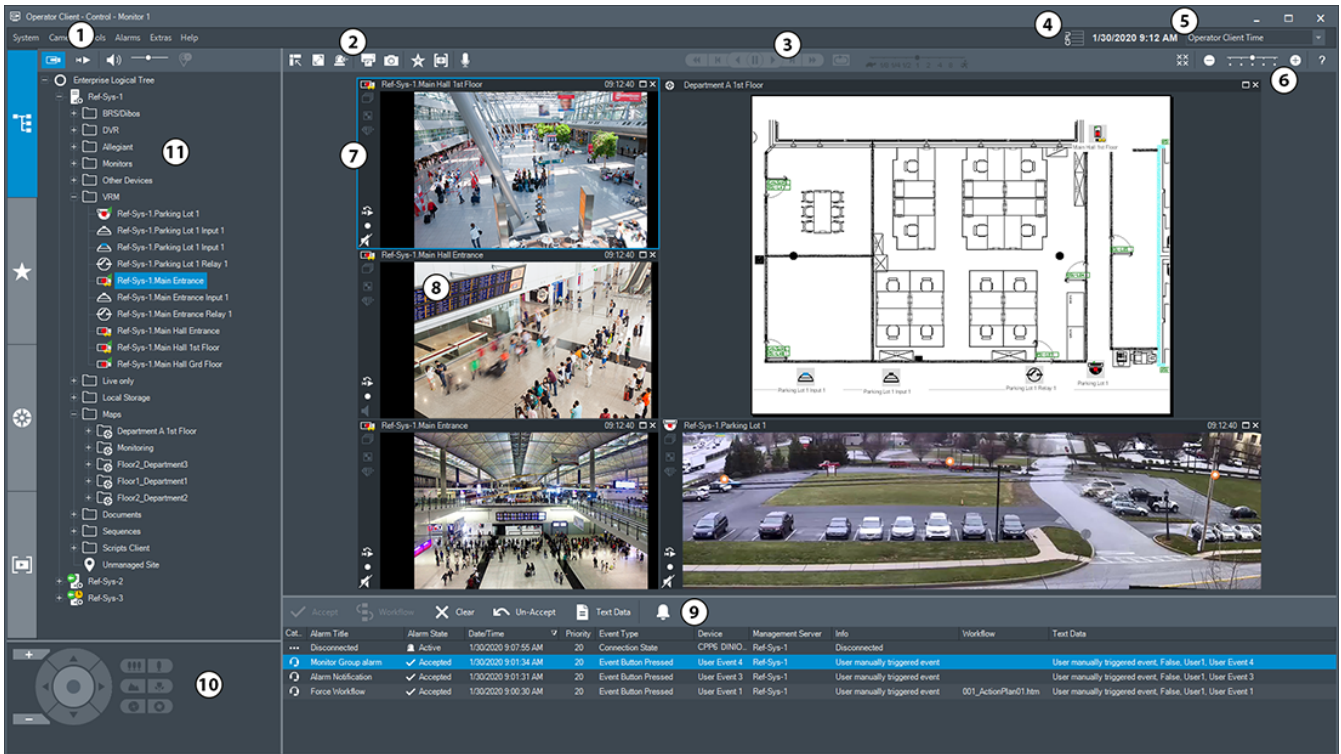 Operator Client - Control - Monitor 1
System Came ols Alarms Extras Help
1
2
3
4
1/30/2020 9:12 AM
5
Operator Client Time
6
?
Enterprise Logical Tree
Ref-Sys-1
BRS/Dibos
DVR
Allegiant
Monitors
Other Devices
VRM
Ref-Sys-1.Parking Lot 1
Ref-Sys-1.Parking Lot 1 Input 1
Ref-Sys-1.Parking Lot 1 Input 1
Ref-Sys-1.Parking Lot 1 Relay 1
Ref-Sys-1.Main Entrance
Ref-Sys-1.Main Entrance Input 1
Ref-Sys-1.Main Entrance Relay 1
Ref-Sys-1.Main Hall Entrance
Ref-Sys-1.Main Hall 1st Floor
Ref-Sys-1.Main Hall Grd Floor
Live only
Local Storage
Maps
Department A 1st Floor
Monitoring
Floor2_Department3
Floor1_Department1
Floor2_Department2
Documents
Sequences
Scripts Client
Unmanaged Site
Ref-Sys-2
Ref-Sys-3
11
Ref-Sys-1.Main Hall 1st Floor 09:12:40
7
Department A 1st Floor
Main Hall 1st Floor
Parking Lot 1 Input 1
Parking Lot 1 Input 1
Parking Lot 1 Relay 1
Parking Lot 1
Ref-Sys-1.Main Hall Entrance 09:12:40
8
Ref-Sys-1.Main Entrance 09:12:40
Ref-Sys-1.Parking Lot 1 09:12:40
Accept Workflow Clear Un-Accept Text Data
9
Cat.. Alarm Title Alarm State Date/Time Priority Event Type Device Management Server Info Workflow Text Data
Disconnected Active 1/30/2020 9:07:55 AM 20 Connection State CPP6 DINIO... Ref-Sys-1 Disconnected
Monitor Group alarm Accepted 1/30/2020 9:01:34 AM 20 Event Button Pressed User Event 4 Ref-Sys-1 User manually triggered event User manually triggered event, False, User1, User Event 4
Alarm Notification Accepted 1/30/2020 9:01:31 AM 20 Event Button Pressed User Event 3 Ref-Sys-1 User manually triggered event User manually triggered event, False, User1, User Event 3
Force Workflow Accepted 1/30/2020 9:00:30 AM 20 Event Button Pressed User Event 1 Ref-Sys-1 User manually triggered event 001_ActionPlan01.htm User manually triggered event, False, User1, User Event 1
10